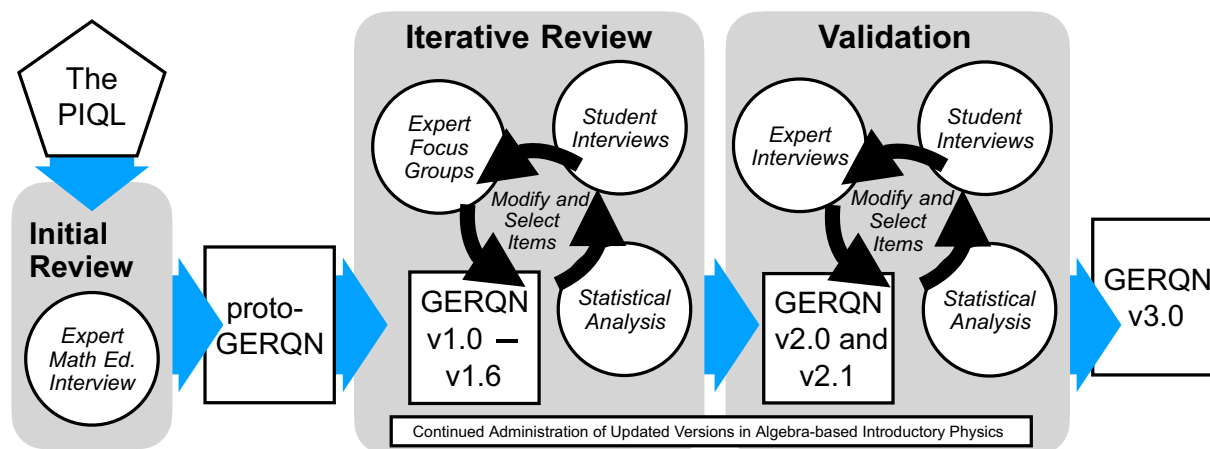 The
PIQL
Initial
Review
Expert
Math Ed.
Interview
proto-
GERQN
Iterative Review
Expert
Focus
Groups
Student
Interviews
Modify and
Select
Items
GERQN
v1.0 –
v1.6
Statistical
Analysis
Validation
Expert
Interviews
Student
Interviews
Modify and
Select
Items
GERQN
v2.0 and
v2.1
Statistical
Analysis
Continued Administration of Updated Versions in Algebra-based Introductory Physics
GERQN
v3.0